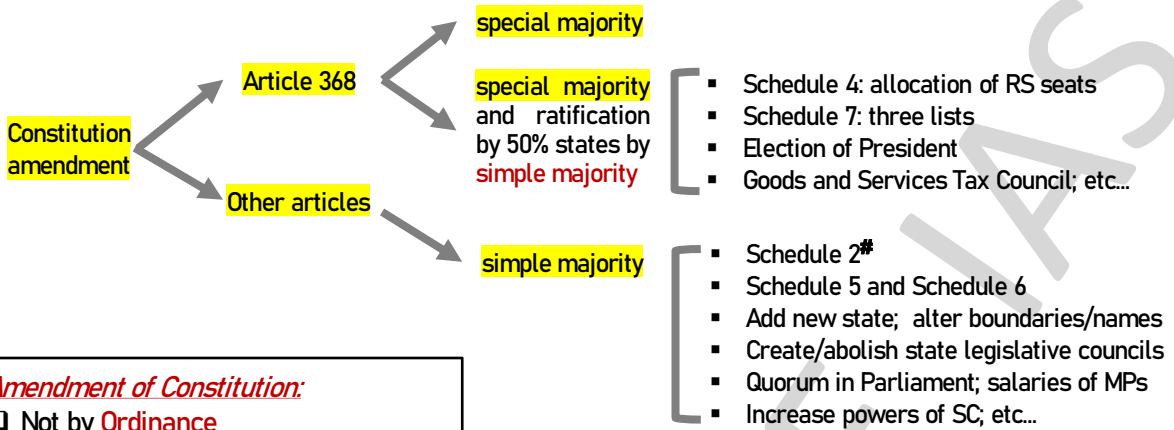 special majority
Article 368
special majority
and ratification
by 50% states by
simple majority
▪ Schedule 4: allocation of RS seats
▪ Schedule 7: three lists
▪ Election of President
▪ Goods and Services Tax Council; etc...
Constitution
amendment
Other articles
simple majority
▪ Schedule 2#
▪ Schedule 5 and Schedule 6
▪ Add new state; alter boundaries/names
▪ Create/abolish state legislative councils
▪ Quorum in Parliament; salaries of MPs
▪ Increase powers of SC; etc...
Amendment of Constitution:
Not by Ordinance
IAS